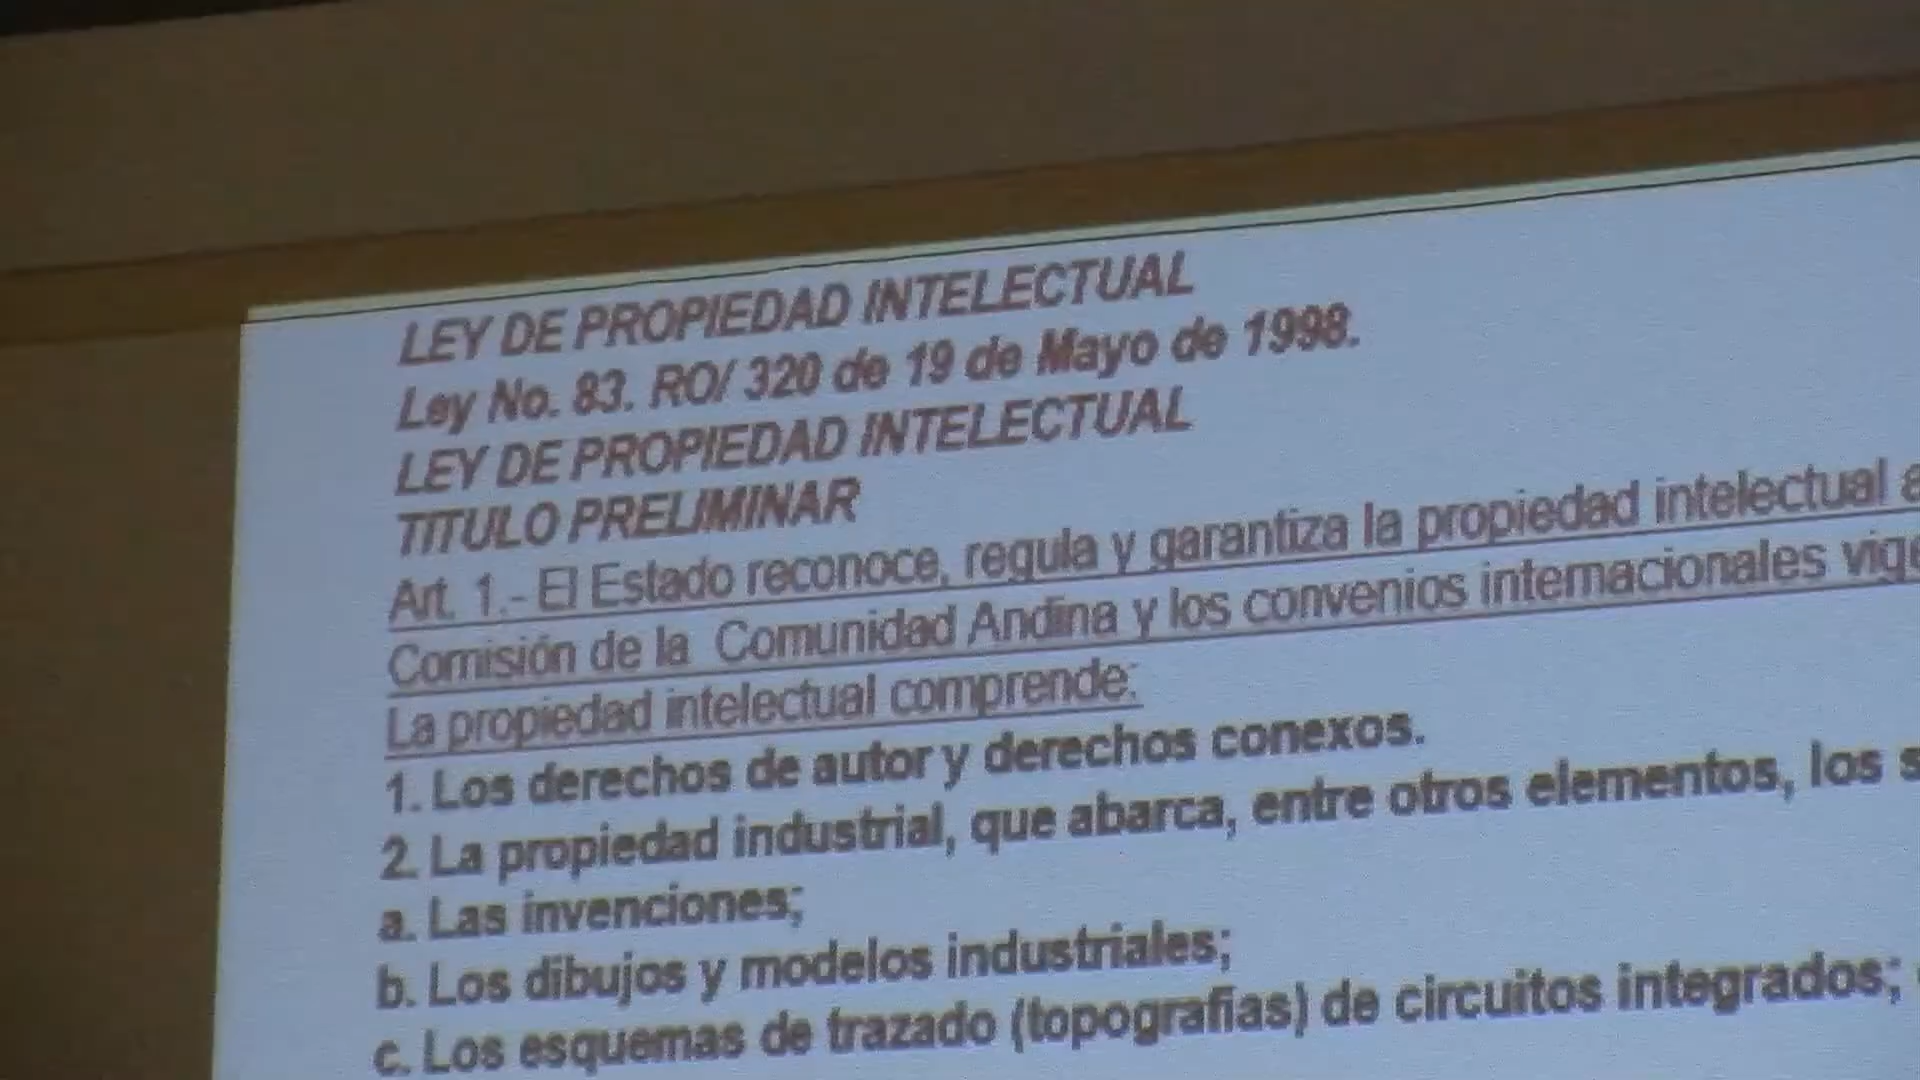 LEY DE PROPIEDAD INTELECTUAL
Ley No. 83. RO/ 320 de 19 de Mayo de 1998.
LEY DE PROPIEDAD INTELECTUAL
TITULO PRELIMINAR
Art. 1.- El Estado reconoce, regula y garantiza la propiedad intelectual
Comisión de la Comunidad Andina y los convenios internacionales
La propiedad intelectual comprende:
1. Los derechos de autor y derechos conexos.
2. La propiedad industrial, que abarca, entre otros elementos, los
a. Las invenciones;
b. Los dibujos y modelos industriales;
c. Los esquemas de trazado (topografias) de circuitos integrados;